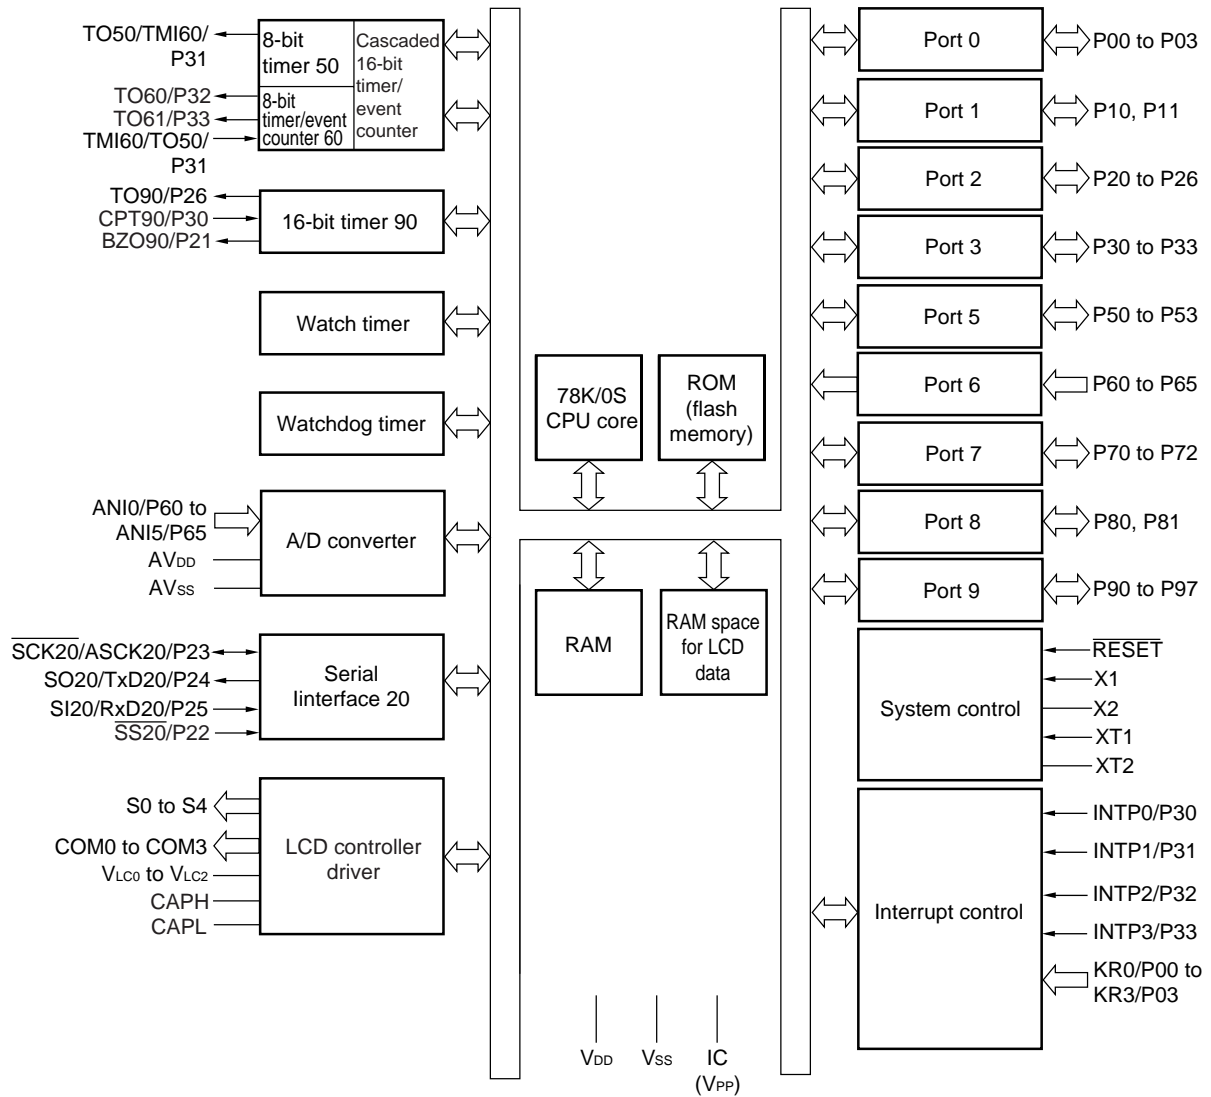 TO50/TMI60/
P31
TO60/P32
TO61/P33
TMI60/TO50/
P31
8-bit
timer 50
8-bit
timer/event
counter 60
Cascaded
16-bit
timer/
event
counter
TO90/P26
CPT90/P30
BZO90/P21
16-bit timer 90
Watch timer
Watchdog timer
ANI0/P60 to
ANI5/P65
AVDD
AVSS
A/D converter
SCK20/ASCK20/P23
SO20/TxD20/P24
SI20/RxD20/P25
SS20/P22
Serial
Iinterface 20
S0 to S4
COM0 to COM3
VLC0 to VLC2
CAPH
CAPL
LCD controller
driver
78K/0S
CPU core
ROM
(flash
memory)
RAM
RAM space
for LCD
data
VDD
VSS
IC
(VPP)
Port 0
P00 to P03
Port 1
P10, P11
Port 2
P20 to P26
Port 3
P30 to P33
Port 5
P50 to P53
Port 6
P60 to P65
Port 7
P70 to P72
Port 8
P80, P81
Port 9
P90 to P97
System control
RESET
X1
X2
XT1
XT2
Interrupt control
INTP0/P30
INTP1/P31
INTP2/P32
INTP3/P33
KR0/P00 to
KR3/P03